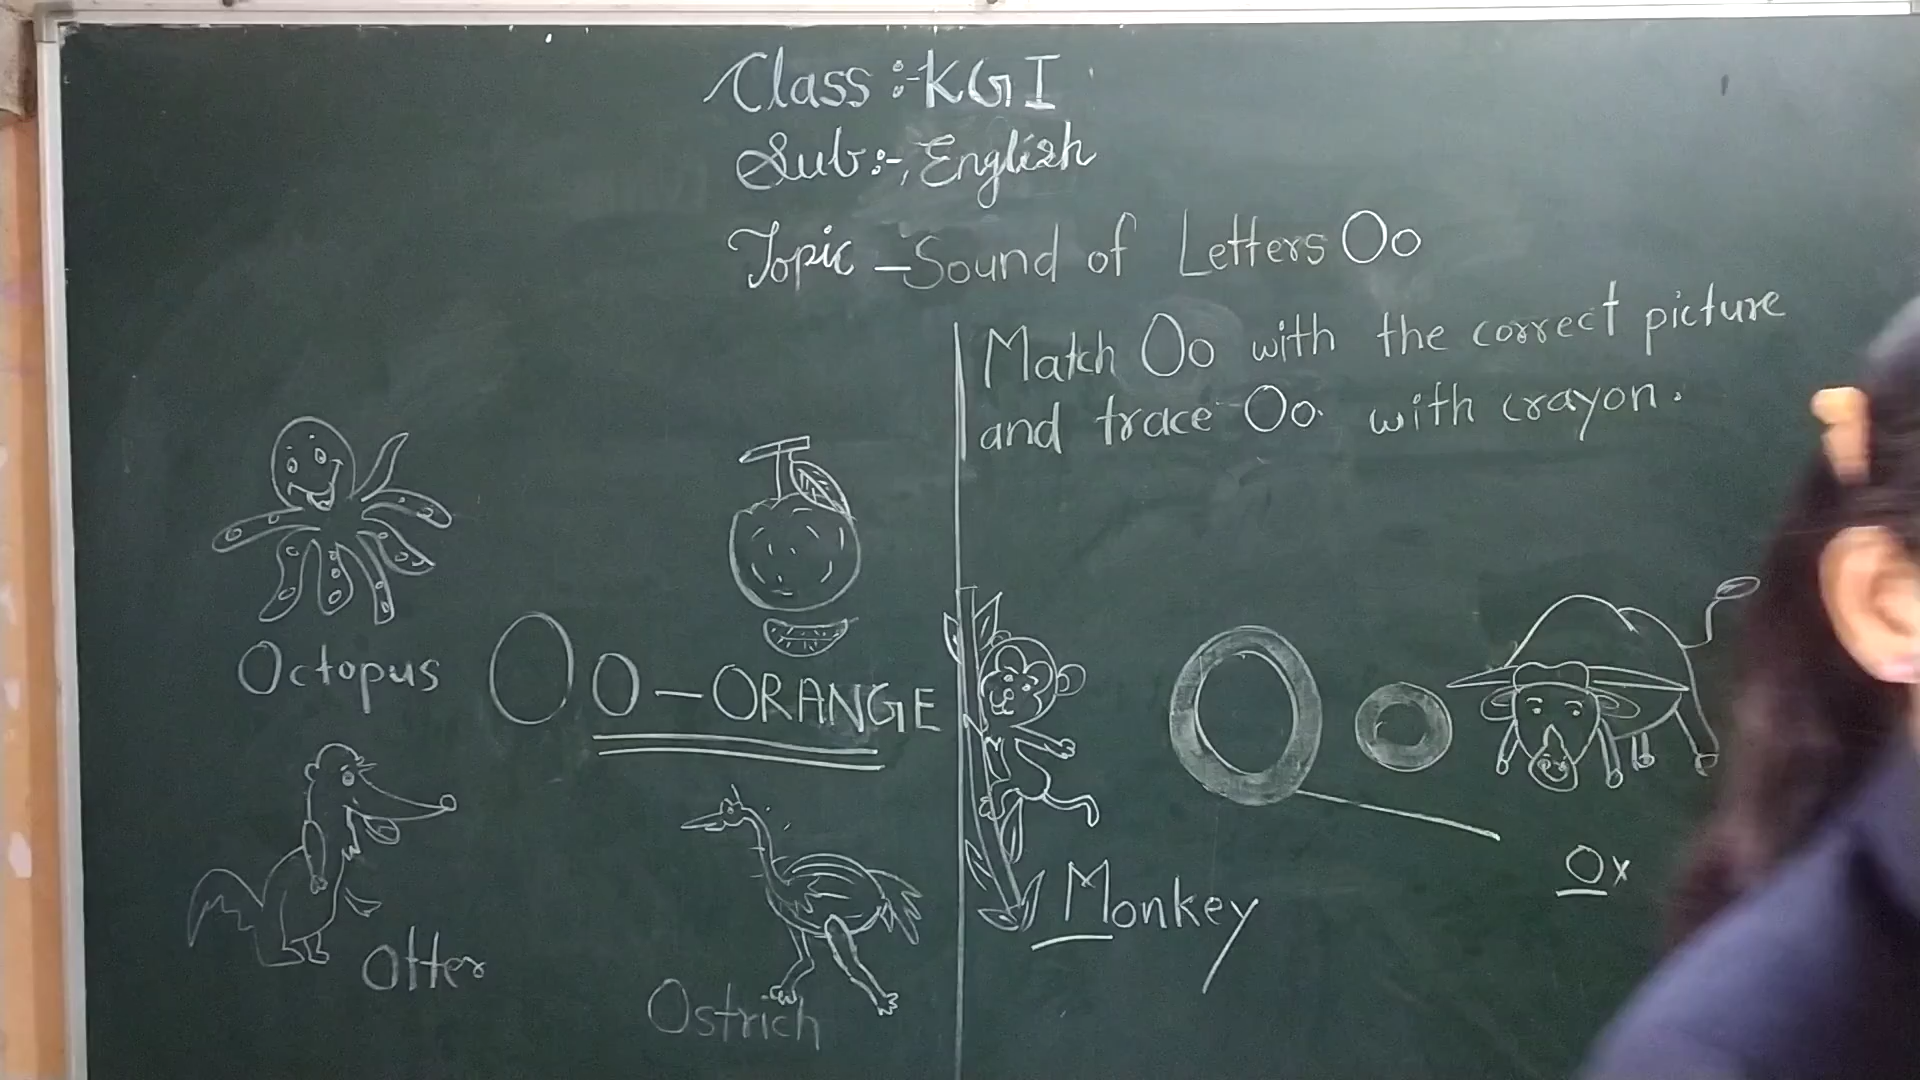 Class :- KG I
Sub :- English
Topic - Sound of Letters Oo
Match Oo with the correct picture
and trace Oo with crayon.
Octopus
Oo - ORANGE
Otter
Ostrich
Oo
Monkey
Ox